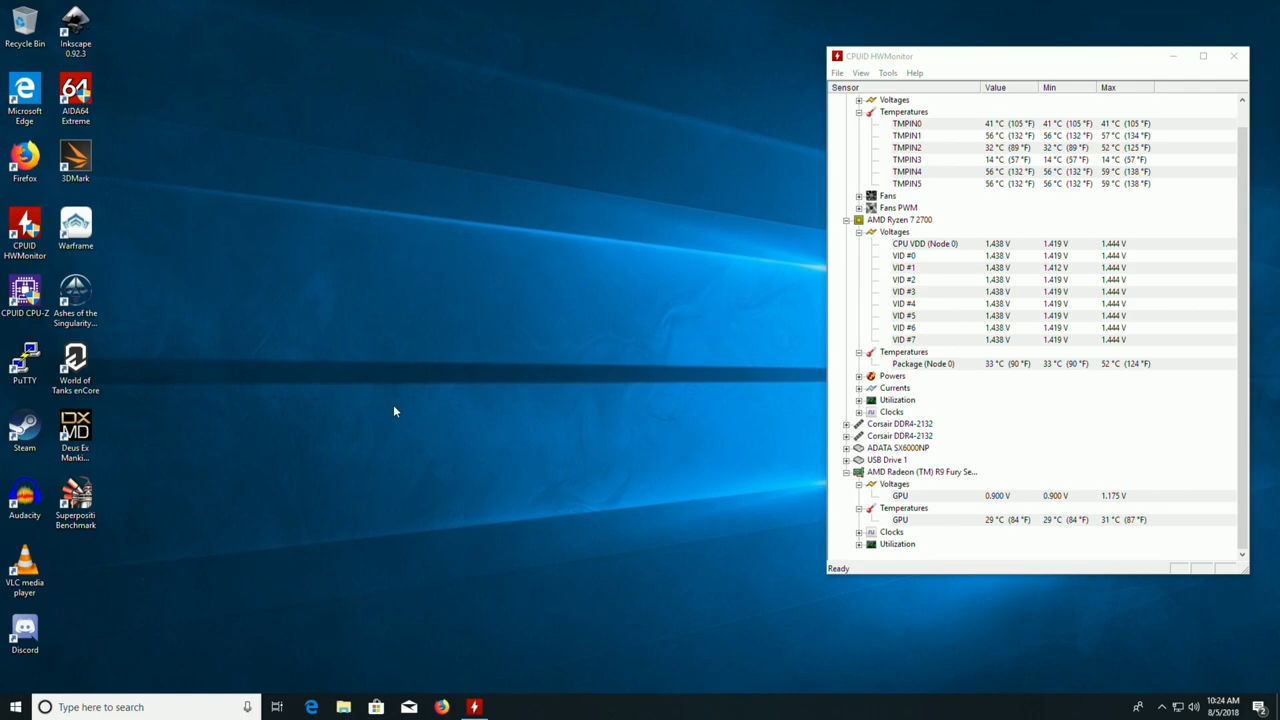 Recycle Bin
Inkscape
0.92.3
Microsoft
Edge
64
AIDA64
Extreme
Firefox
3DMark
CPUID
HWMonitor
Warframe
CPUID CPU-Z
Ashes of the
Singularity...
PuTTY
World of
Tanks enCore
Steam
DX
MD
Deus Ex
Manki...
Audacity
Superpositi
Benchmark
VLC media
player
Discord
CPUID HWMonitor
File View Tools Help
Sensor Value Min Max
Voltages
Temperatures
TMPIN0 41 °C (105 °F) 41 °C (105 °F) 41 °C (105 °F)
TMPIN1 56 °C (132 °F) 56 °C (132 °F) 57 °C (134 °F)
TMPIN2 32 °C (89 °F) 32 °C (89 °F) 52 °C (125 °F)
TMPIN3 14 °C (57 °F) 14 °C (57 °F) 14 °C (57 °F)
TMPIN4 56 °C (132 °F) 56 °C (132 °F) 59 °C (138 °F)
TMPIN5 56 °C (132 °F) 56 °C (132 °F) 59 °C (138 °F)
Fans
Fans PWM
AMD Ryzen 7 2700
Voltages
CPU VDD (Node 0) 1.438 V 1.419 V 1.444 V
VID #0 1.438 V 1.419 V 1.444 V
VID #1 1.438 V 1.412 V 1.444 V
VID #2 1.438 V 1.419 V 1.444 V
VID #3 1.438 V 1.419 V 1.444 V
VID #4 1.438 V 1.419 V 1.444 V
VID #5 1.438 V 1.419 V 1.444 V
VID #6 1.438 V 1.419 V 1.444 V
VID #7 1.438 V 1.419 V 1.444 V
Temperatures
Package (Node 0) 33 °C (90 °F) 33 °C (90 °F) 52 °C (124 °F)
Powers
Currents
Utilization
Clocks
Corsair DDR4-2132
Corsair DDR4-2132
ADATA SX6000NP
USB Drive 1
AMD Radeon (TM) R9 Fury Se...
Voltages
GPU 0.900 V 0.900 V 1.175 V
Temperatures
GPU 29 °C (84 °F) 29 °C (84 °F) 31 °C (87 °F)
Clocks
Utilization
Ready
Type here to search
10:24 AM
8/5/2018
2